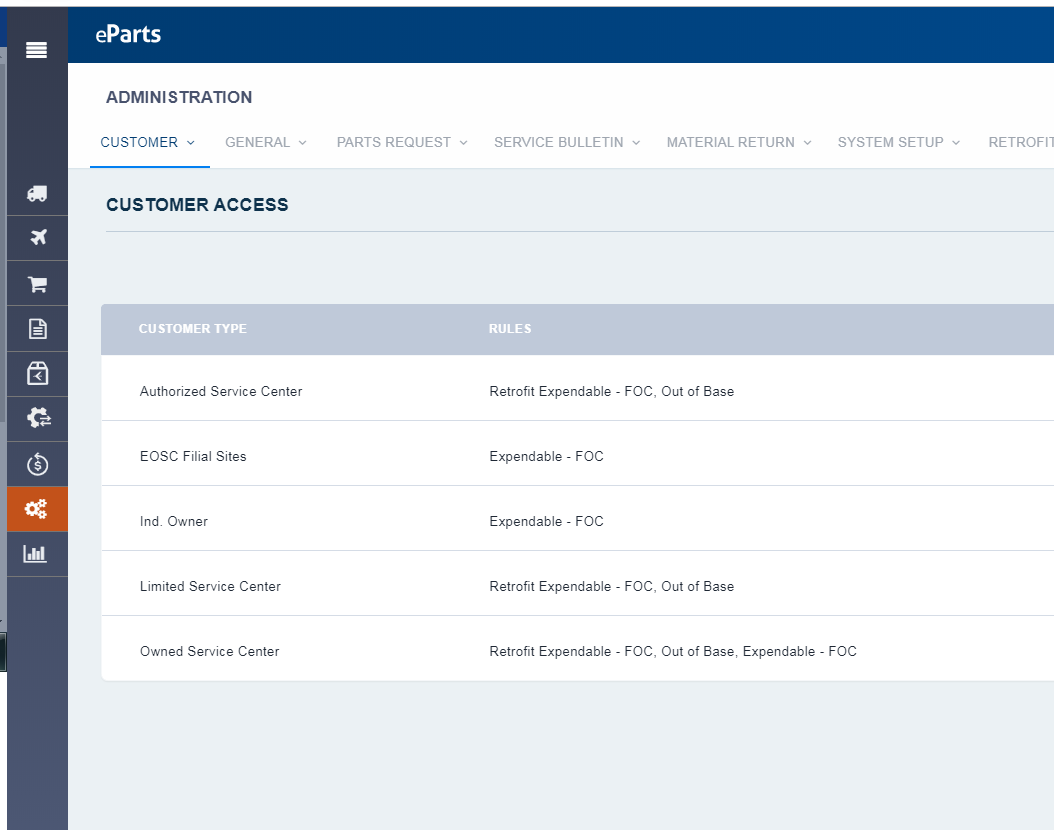 eParts
ADMINISTRATION
CUSTOMER GENERAL PARTS REQUEST SERVICE BULLETIN MATERIAL RETURN SYSTEM SETUP RETROFIT
CUSTOMER ACCESS
CUSTOMER TYPE RULES
Authorized Service Center Retrofit Expendable - FOC, Out of Base
EOSC Filial Sites Expendable - FOC
Ind. Owner Expendable - FOC
Limited Service Center Retrofit Expendable - FOC, Out of Base
Owned Service Center Retrofit Expendable - FOC, Out of Base, Expendable - FOC